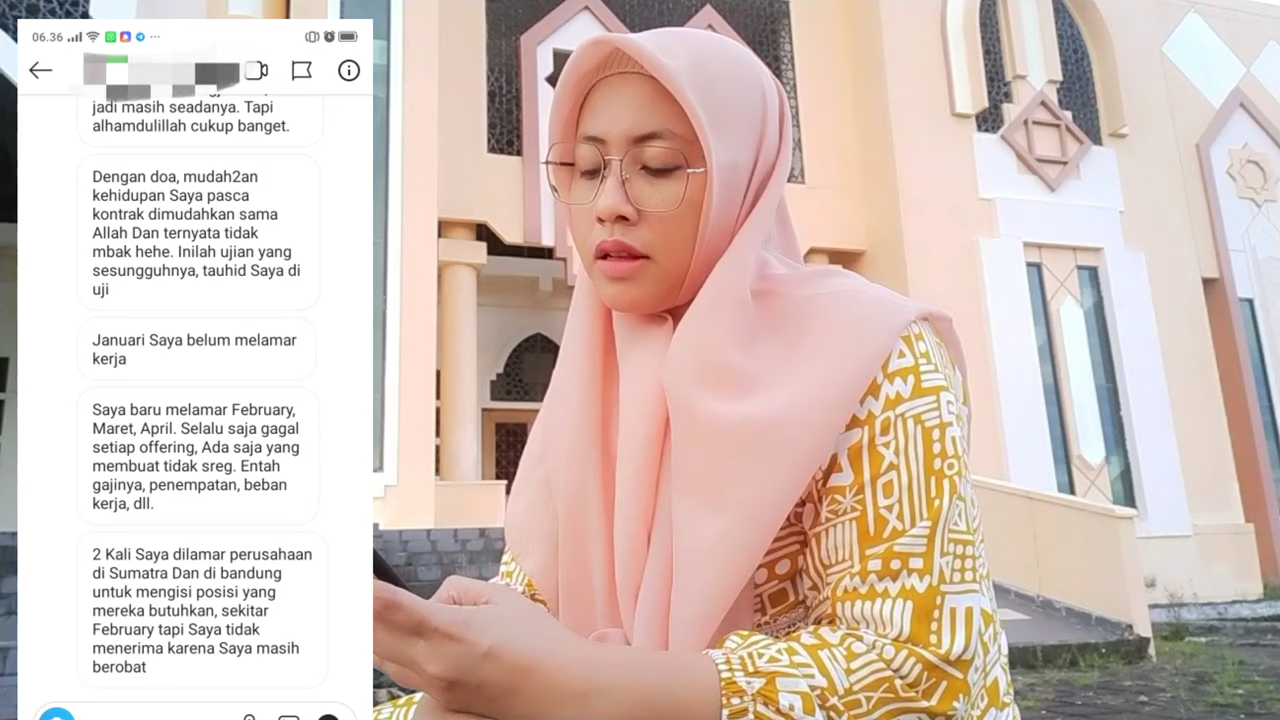 06.36
jadi masih seadanya. Tapi
alhamdulillah cukup banget.
Dengan doa, mudah2an
kehidupan Saya pasca
kontrak dimudahkan sama
Allah Dan ternyata tidak
mbak hehe. Inilah ujian yang
sesungguhnya, tauhid Saya di
uji
Januari Saya belum melamar
kerja
Saya baru melamar February,
Maret, April. Selalu saja gagal
setiap offering, Ada saja yang
membuat tidak sreg. Entah
gajinya, penempatan, beban
kerja, dll.
2 Kali Saya dilamar perusahaan
di Sumatra Dan di bandung
untuk mengisi posisi yang
mereka butuhkan, sekitar
February tapi Saya tidak
menerima karena Saya masih
berobat